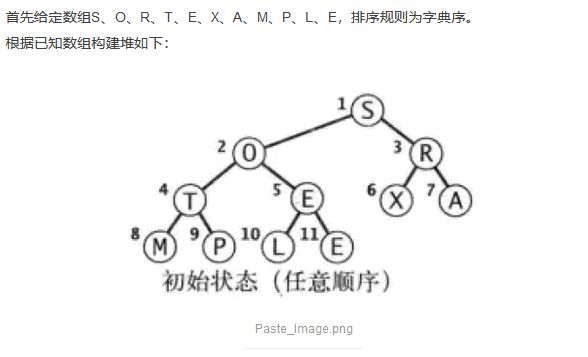 首先给定数组S、O、R、T、E、X、A、M、P、L、E，排序规则为字典序。
根据已知数组构建堆如下：
1 S
2 O 3 R
4 T 5 E 6 X 7 A
8 M 9 P 10 L 11 E
初始状态（任意顺序）
Paste_Image.png